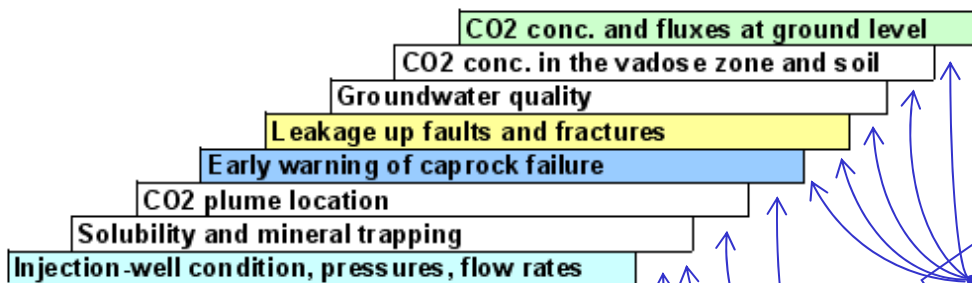 CO2 conc. and fluxes at ground level
CO2 conc. in the vadose zone and soil
Groundwater quality
Leakage up faults and fractures
Early warning of caprock failure
CO2 plume location
Solubility and mineral trapping
Injection-well condition, pressures, flow rates